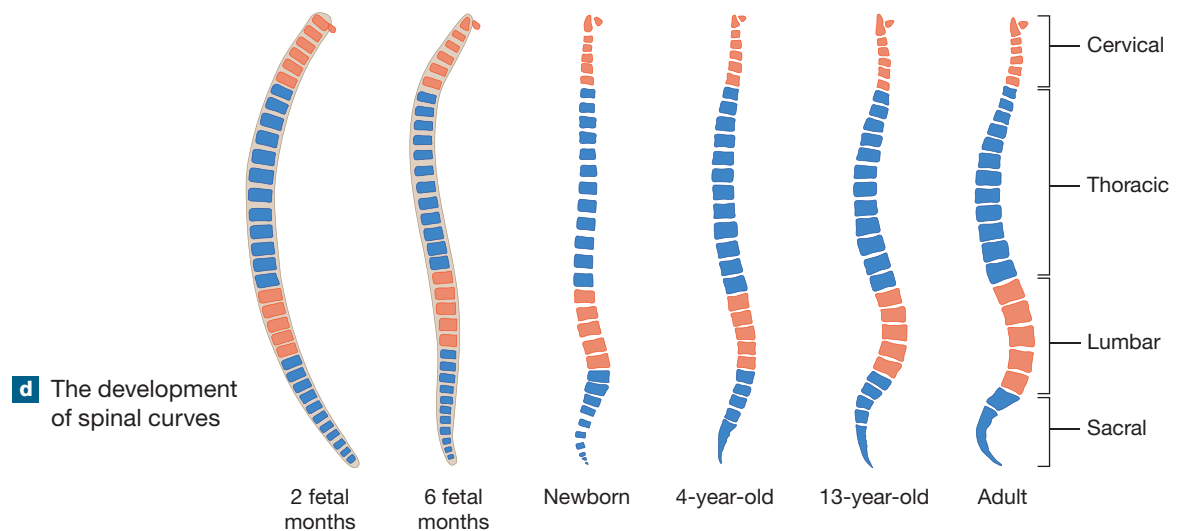 Cervical
Thoracic
Lumbar
Sacral
d The development
of spinal curves
2 fetal
months
6 fetal
months
Newborn
4-year-old
13-year-old
Adult